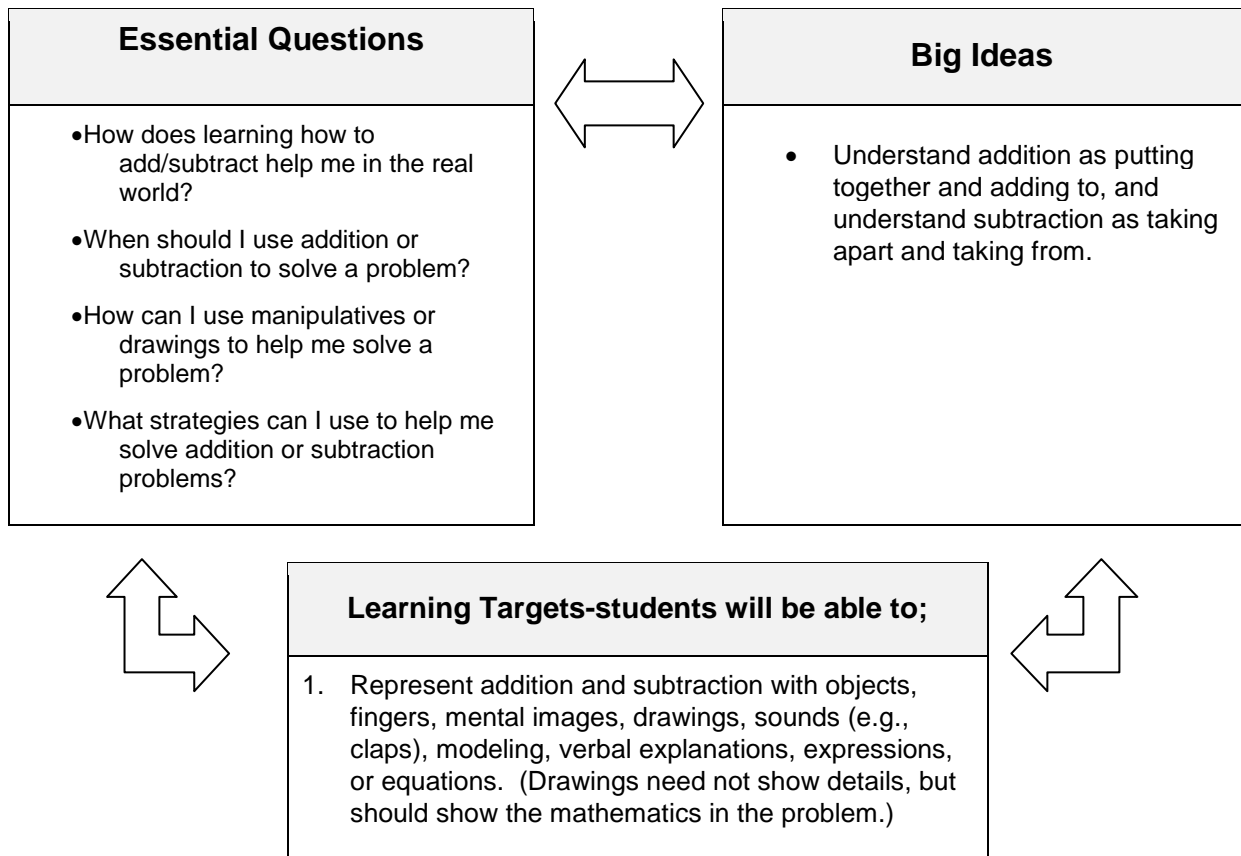 Essential Questions
•How does learning how to
add/subtract help me in the real
world?
•When should I use addition or
subtraction to solve a problem?
•How can I use manipulatives or
drawings to help me solve a
problem?
•What strategies can I use to help me
solve addition or subtraction
problems?
Big Ideas
• Understand addition as putting
together and adding to, and
understand subtraction as taking
apart and taking from.
Learning Targets-students will be able to;
1. Represent addition and subtraction with objects,
fingers, mental images, drawings, sounds (e.g.,
claps), modeling, verbal explanations, expressions,
or equations. (Drawings need not show details, but
should show the mathematics in the problem.)